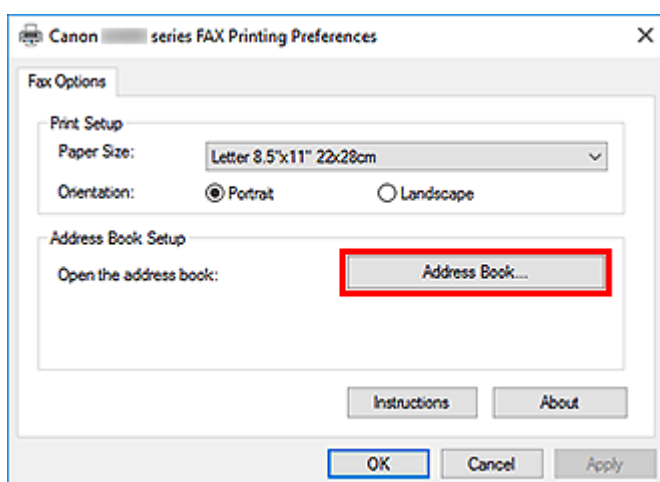 Canon series FAX Printing Preferences
Fax Options
Print Setup
Paper Size: Letter 8.5"x11" 22x28cm
Orientation: Portrait Landscape
Address Book Setup
Open the address book: Address Book...
Instructions About
OK Cancel Apply